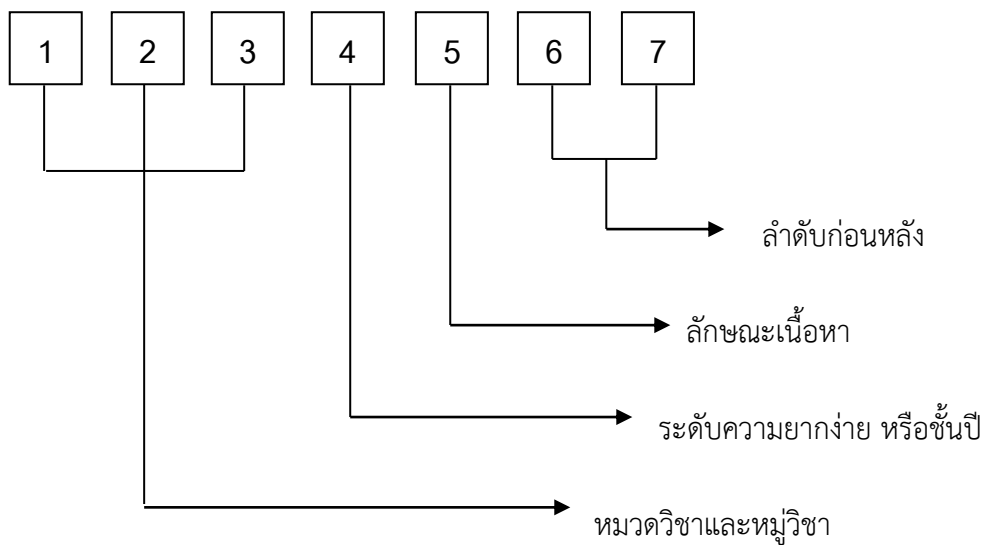 1 2 3 4 5 6 7
ลำดับก่อนหลัง
ลักษณะเนื้อหา
ระดับความยากง่าย หรือชั้นปี
หมวดวิชาและหมู่วิชา